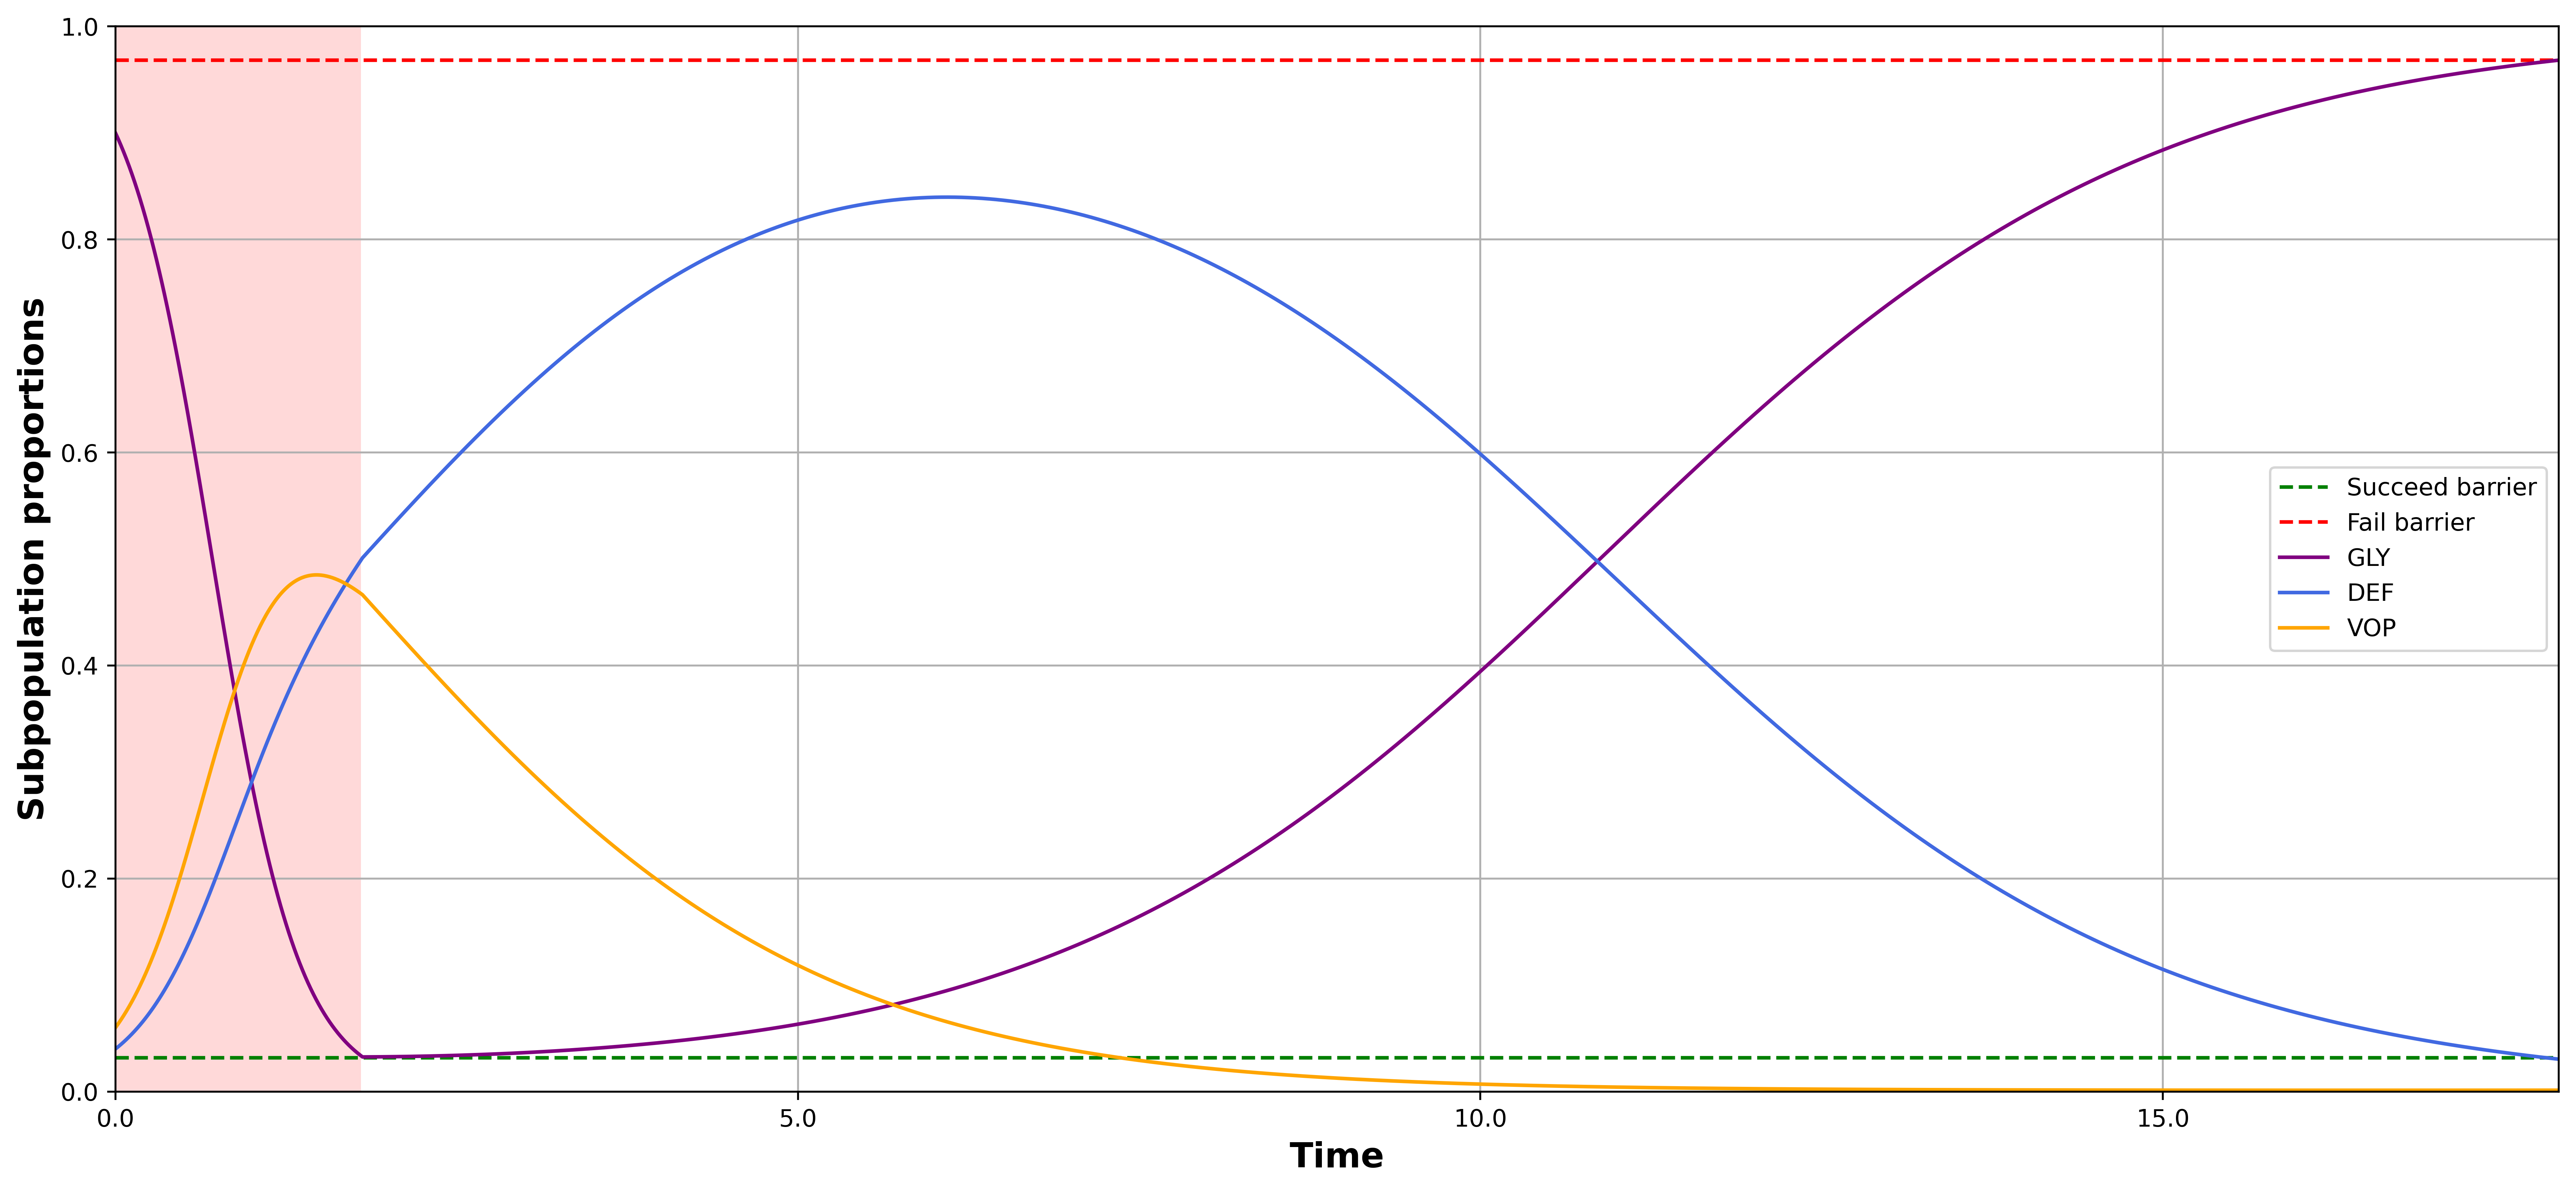 Subpopulation proportions
1.0
0.8
0.6
0.4
0.2
0.0
Succeed barrier
Fail barrier
GLY
DEF
VOP
0.0 5.0 10.0 15.0
Time